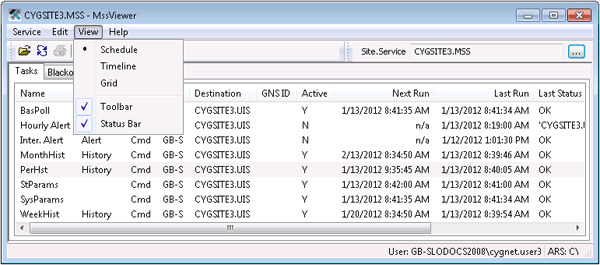 CYGSITE3.MSS - MssViewer
Service Edit View Help
Schedule
Timeline
Grid
Toolbar
Status Bar
Site.Service CYGSITE3.MSS ...
Tasks Blacko
Name Destination GNS ID Active Next Run Last Run Last Status
BasPoll CYGSITE3.UIS Y 1/13/2012 8:41:35 AM 1/13/2012 8:41:34 AM OK
Hourly Alert CYGSITE3.UIS N n/a 1/13/2012 8:19:00 AM 'CYGSITE3.
Inter. Alert Alert Cmd GB-S CYGSITE3.UIS N n/a 1/12/2012 1:01:30 PM OK
MonthHist History Cmd GB-S CYGSITE3.UIS Y 2/13/2012 8:34:50 AM 1/13/2012 8:39:46 AM OK
PerHst History Cmd GB-S CYGSITE3.UIS Y 1/13/2012 9:35:45 AM 1/13/2012 8:40:05 AM OK
StParams Cmd GB-S CYGSITE3.UIS Y 1/13/2012 8:42:00 AM 1/13/2012 8:41:00 AM OK
SysParams Cmd GB-S CYGSITE3.UIS Y 1/13/2012 8:41:35 AM 1/13/2012 8:41:34 AM OK
WeekHist History Cmd GB-S CYGSITE3.UIS Y 1/20/2012 8:34:50 AM 1/13/2012 8:39:54 AM OK
User: GB-SLODOCS2008\cygnet.user3 ARS: CY